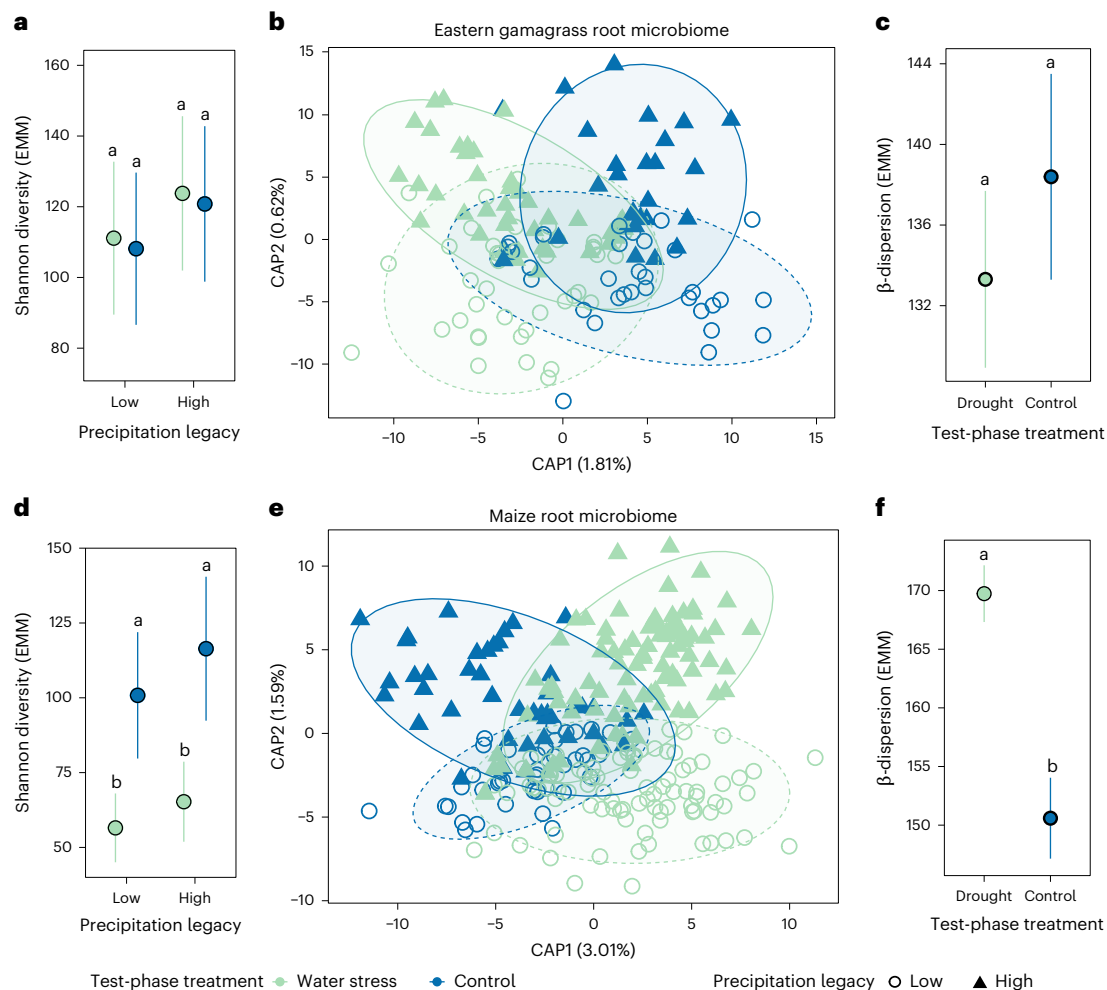 a
Shannon diversity (EMM)
160
140
120
100
80
a
a
a
a
Low
High
Precipitation legacy
b
Eastern gamagrass root microbiome
CAP2 (0.62%)
15
10
5
0
−5
−10
−10
−5
0
5
10
15
CAP1 (1.81%)
c
β-dispersion (EMM)
144
140
136
132
a
a
Drought
Control
Test-phase treatment
d
Shannon diversity (EMM)
150
125
100
75
50
b
a
b
a
Low
High
Precipitation legacy
e
Maize root microbiome
CAP2 (1.59%)
10
5
0
−5
−10
−10
−5
0
5
10
CAP1 (3.01%)
f
β-dispersion (EMM)
170
165
160
155
150
a
b
Drought
Control
Test-phase treatment
Test-phase treatment Water stress Control
Precipitation legacy Low High